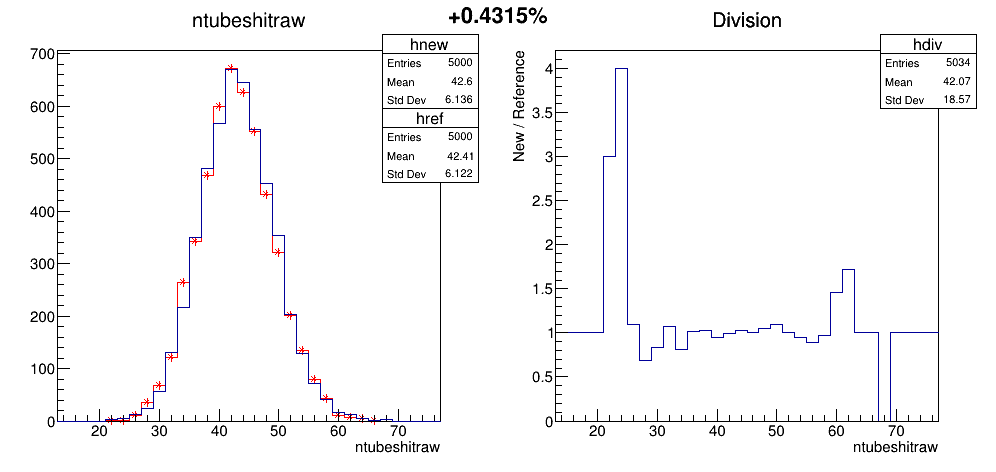 +0.4315%
ntubeshitraw
hnew
Entries 5000
Mean 42.6
Std Dev 6.136
href
Entries 5000
Mean 42.41
Std Dev 6.122
700
600
500
400
300
200
100
0
20 30 40 50 60 70
ntubeshitraw
Division
hdiv
Entries 5034
Mean 42.07
Std Dev 18.57
New / Reference
4
3.5
3
2.5
2
1.5
1
0.5
0
20 30 40 50 60 70
ntubeshitraw